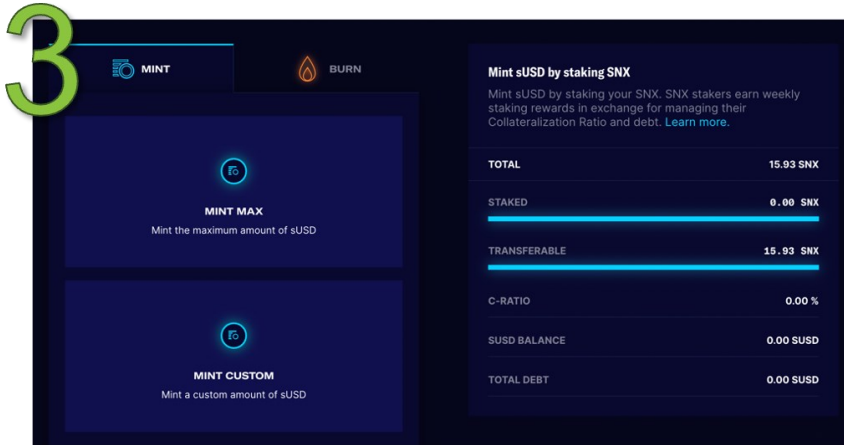 3
MINT
BURN
MINT MAX
Mint the maximum amount of sUSD
MINT CUSTOM
Mint a custom amount of sUSD
Mint sUSD by staking SNX
Mint sUSD by staking your SNX. SNX stakers earn weekly
staking rewards in exchange for managing their
Collateralization Ratio and debt. Learn more.
TOTAL 15.93 SNX
STAKED 0.00 SNX
TRANSFERABLE 15.93 SNX
C-RATIO 0.00 %
SUSD BALANCE 0.00 SUSD
TOTAL DEBT 0.00 SUSD